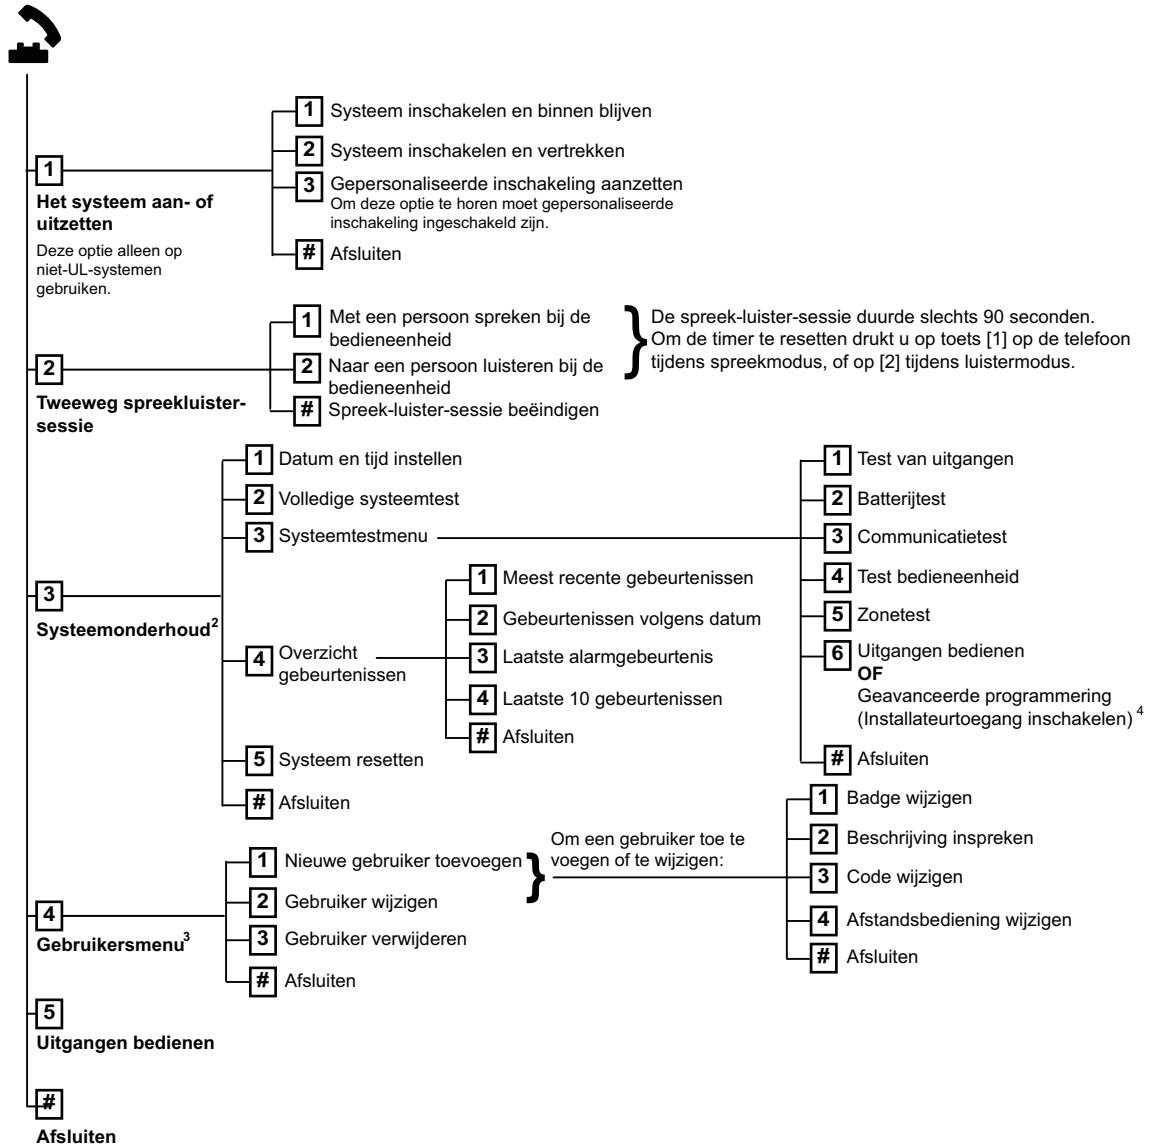 1 Systeem inschakelen en binnen blijven
2 Systeem inschakelen en vertrekken
3 Gepersonaliseerde inschakeling aanzetten
Om deze optie te horen moet gepersonaliseerde
inschakeling ingeschakeld zijn.
# Afsluiten
1
Het systeem aan- of
uitzetten
Deze optie alleen op
niet-UL-systemen
gebruiken.
1 Met een persoon spreken bij de
bedieneenheid
2 Naar een persoon luisteren bij de
bedieneenheid
# Spreek-luister-sessie beëindigen
}
De spreek-luister-sessie duurde slechts 90 seconden.
Om de timer te resetten drukt u op toets [1] op de telefoon
tijdens spreekmodus, of op [2] tijdens luistermodus.
2
Tweeweg spreekluister-
sessie
1 Datum en tijd instellen
2 Volledige systeemtest
3 Systeemtestmenu
4 Overzicht
gebeurtenissen
5 Systeem resetten
# Afsluiten
1 Meest recente gebeurtenissen
2 Gebeurtenissen volgens datum
3 Laatste alarmgebeurtenis
4 Laatste 10 gebeurtenissen
# Afsluiten
1 Test van uitgangen
2 Batterijtest
3 Communicatietest
4 Test bedieneenheid
5 Zonetest
6 Uitgangen bedienen
OF
Geavanceerde programmering
(Installateurtoegang inschakelen) 4
# Afsluiten
3
Systeemonderhoud2
1 Nieuwe gebruiker toevoegen
2 Gebruiker wijzigen
3 Gebruiker verwijderen
# Afsluiten
}
Om een gebruiker toe te
voegen of te wijzigen:
1 Badge wijzigen
2 Beschrijving inspreken
3 Code wijzigen
4 Afstandsbediening wijzigen
# Afsluiten
4
Gebruikersmenu3
5
Uitgangen bedienen
#
Afsluiten